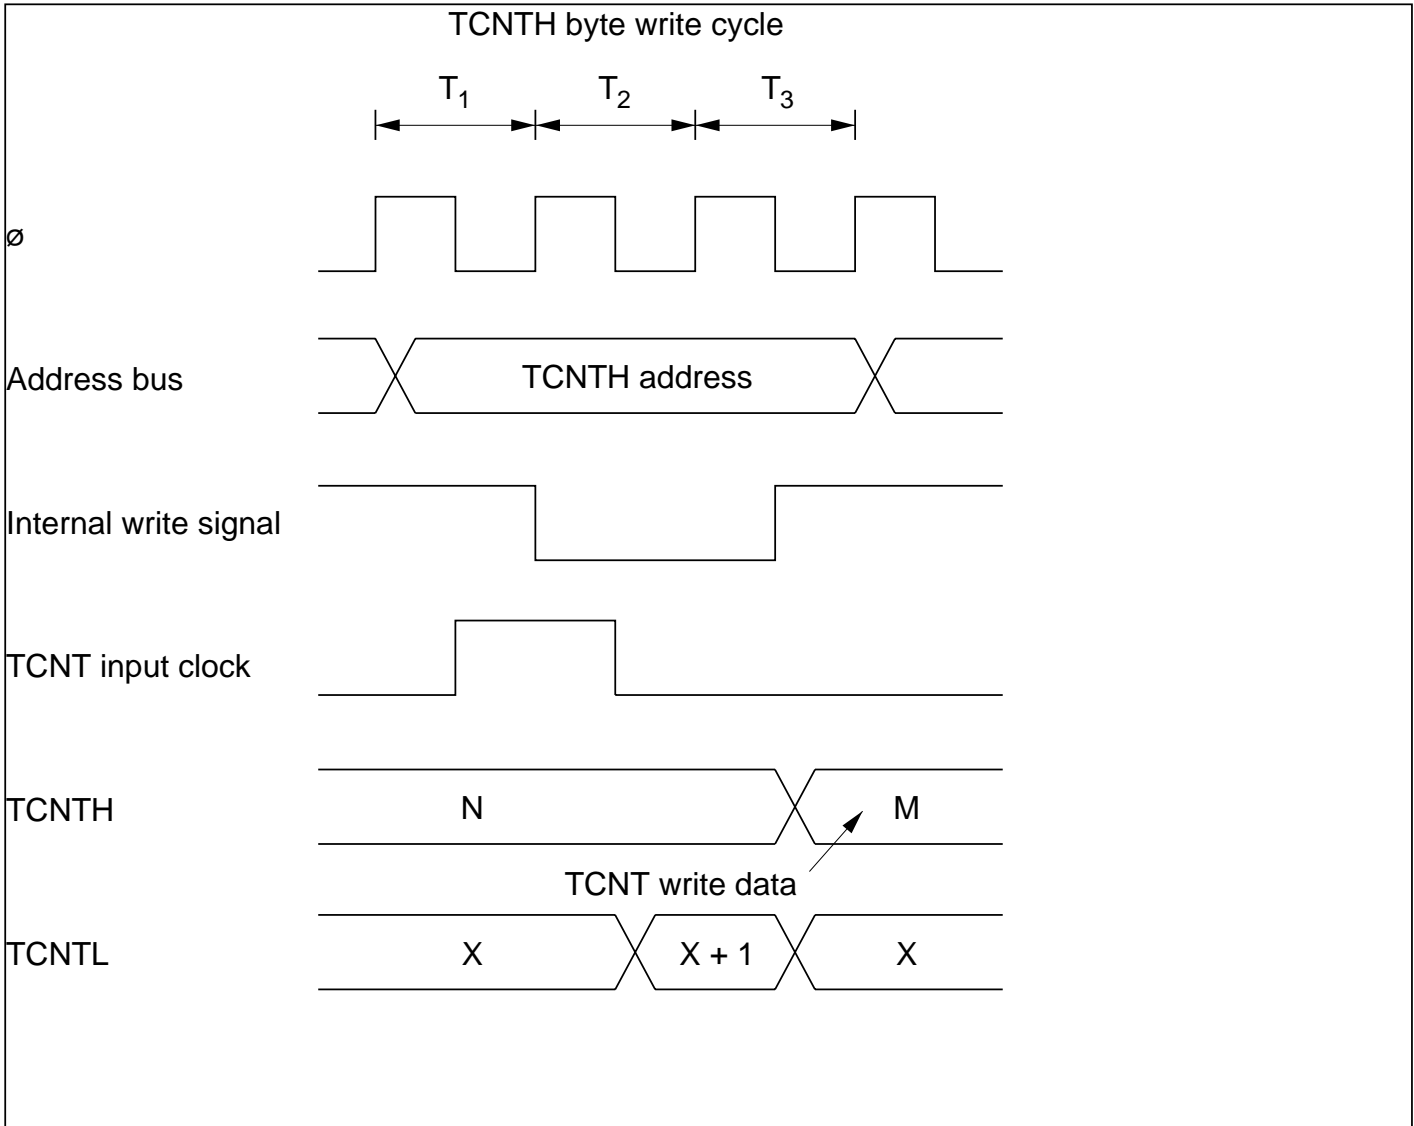 TCNTH byte write cycle
T1 T2 T3
ø
Address bus TCNTH address
Internal write signal
TCNT input clock
TCNTH N M
TCNT write data
TCNTL X X + 1 X